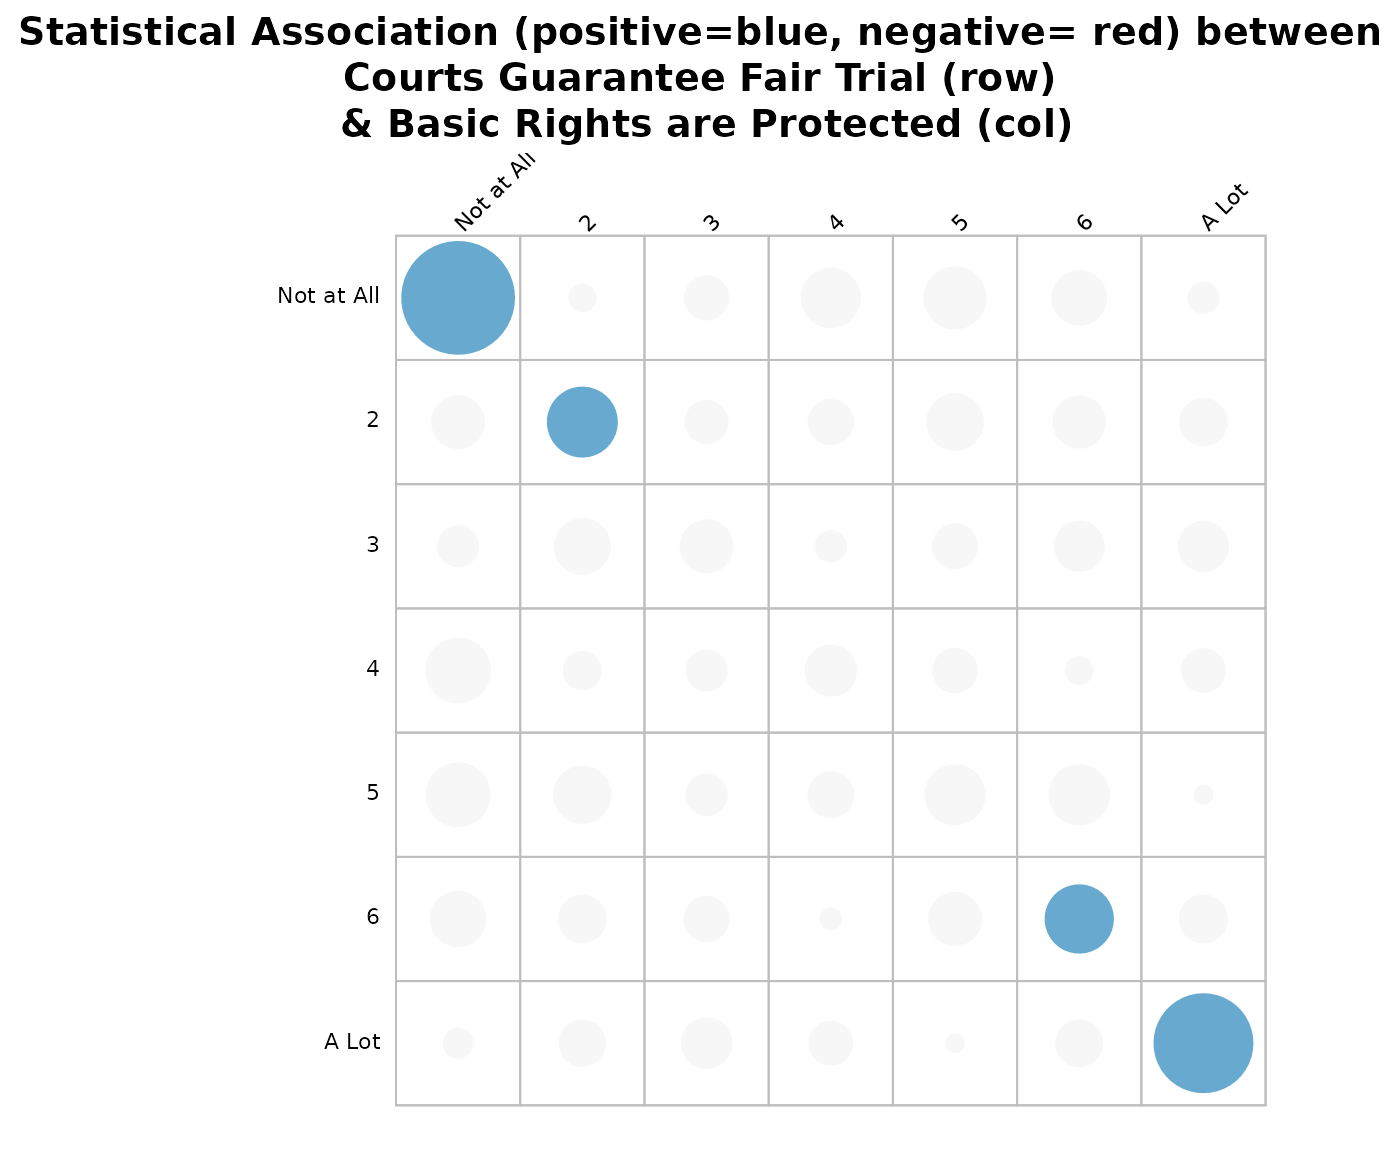 Statistical Association (positive=blue, negative= red) between
Courts Guarantee Fair Trial (row)
& Basic Rights are Protected (col)
Not at All
2
3
4
5
6
A Lot
Not at All
2
3
4
5
6
A Lot